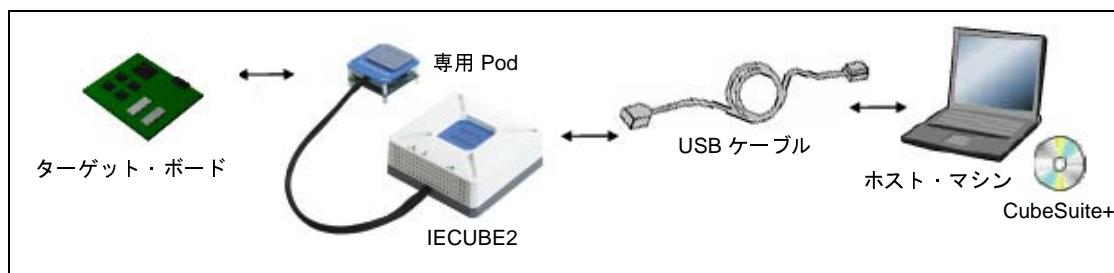 専用 Pod
ターゲット・ボード
IECUBE2
USB ケーブル
ホスト・マシン
CubeSuite+